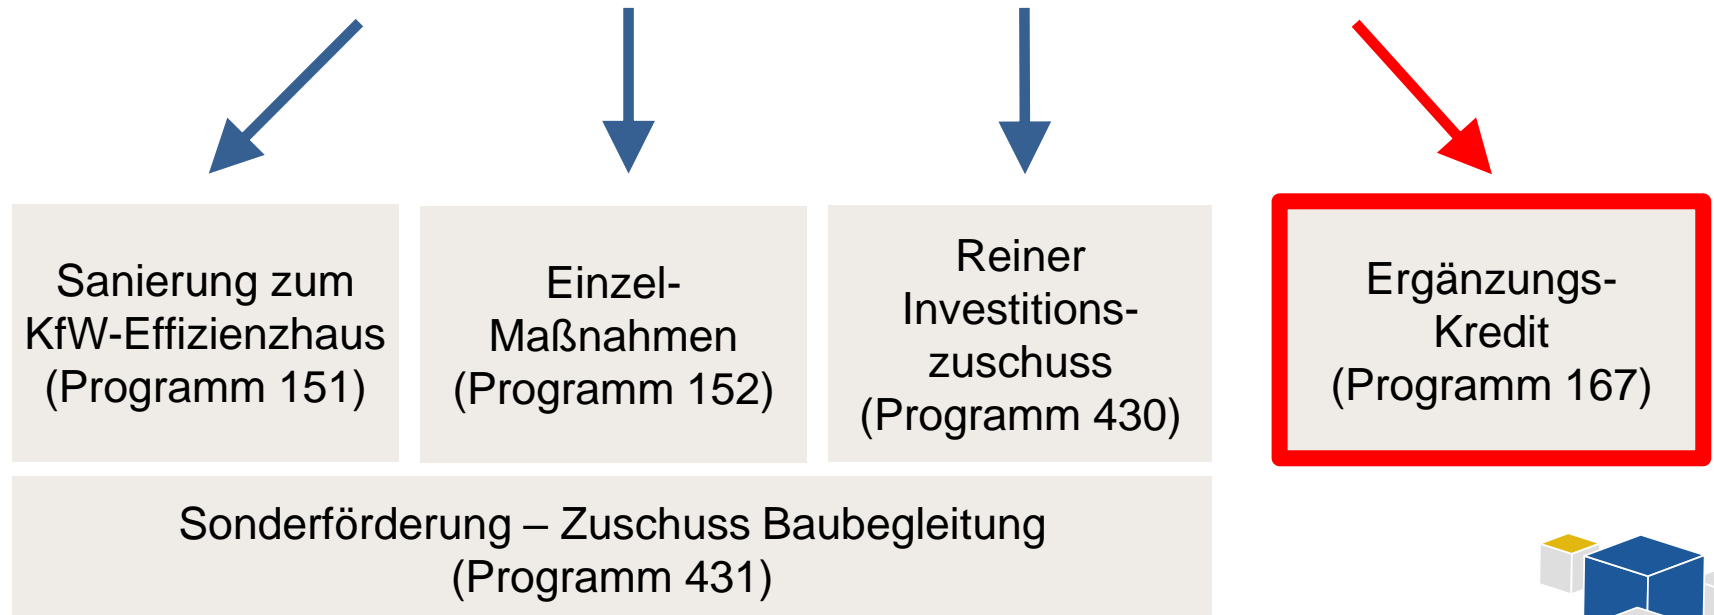 Sanierung zum
KfW-Effizienzhaus
(Programm 151)
Einzel-
Maßnahmen
(Programm 152)
Reiner
Investitions-
zuschuss
(Programm 430)
Ergänzungs-
Kredit
(Programm 167)
Sonderförderung – Zuschuss Baubegleitung
(Programm 431)